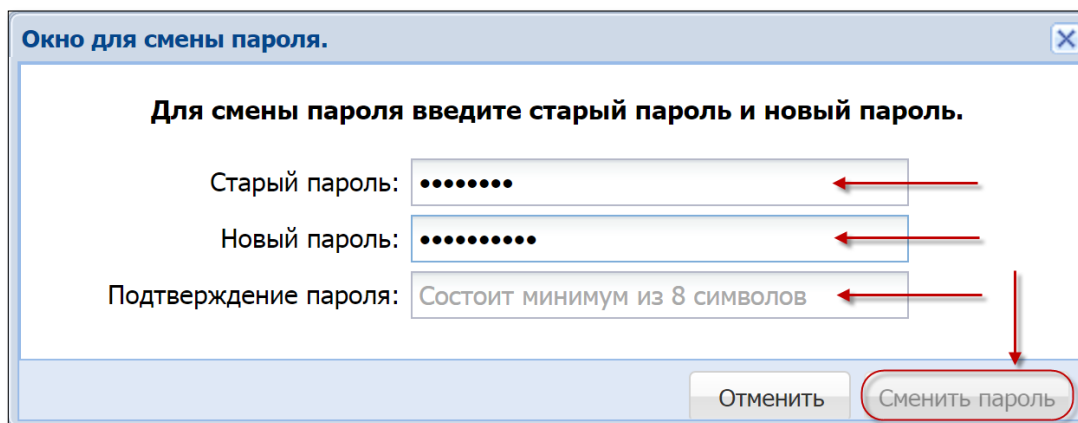 Окно для смены пароля.
Для смены пароля введите старый пароль и новый пароль.
Старый пароль: ••••••••
Новый пароль: ••••••••••
Подтверждение пароля: Состоит минимум из 8 символов
Отменить Сменить пароль